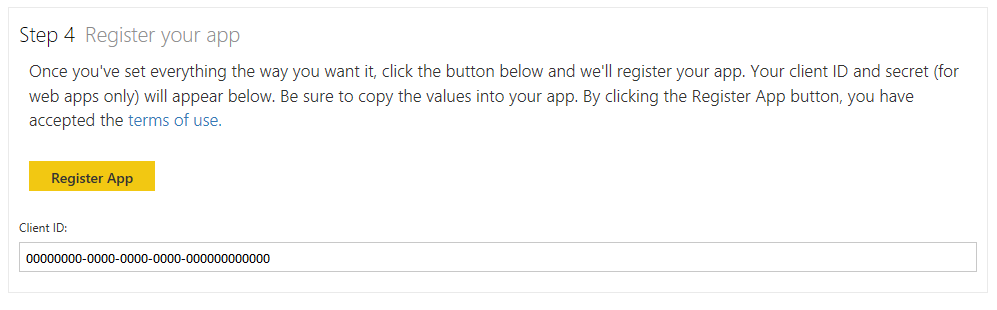 Step 4 Register your app
Once you've set everything the way you want it, click the button below and we'll register your app. Your client ID and secret (for
web apps only) will appear below. Be sure to copy the values into your app. By clicking the Register App button, you have
accepted the terms of use.
Register App
Client ID:
00000000-0000-0000-0000-000000000000